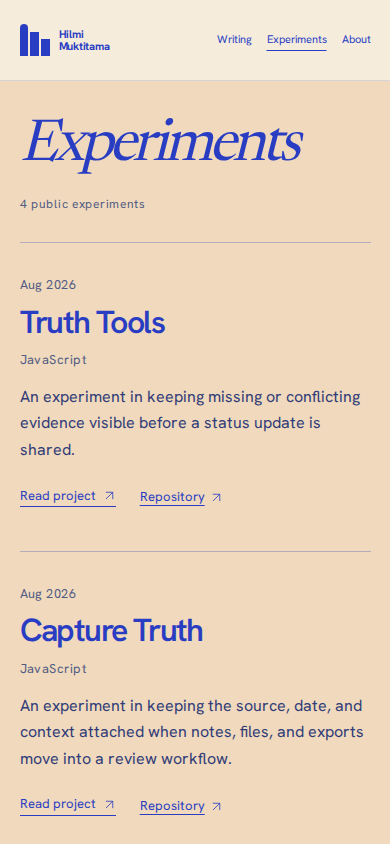 Hilmi
Muktitama
Writing Experiments About
Experiments
4 public experiments
Aug 2026
Truth Tools
JavaScript
An experiment in keeping missing or conflicting
evidence visible before a status update is
shared.
Read project Repository
Aug 2026
Capture Truth
JavaScript
An experiment in keeping the source, date, and
context attached when notes, files, and exports
move into a review workflow.
Read project Repository